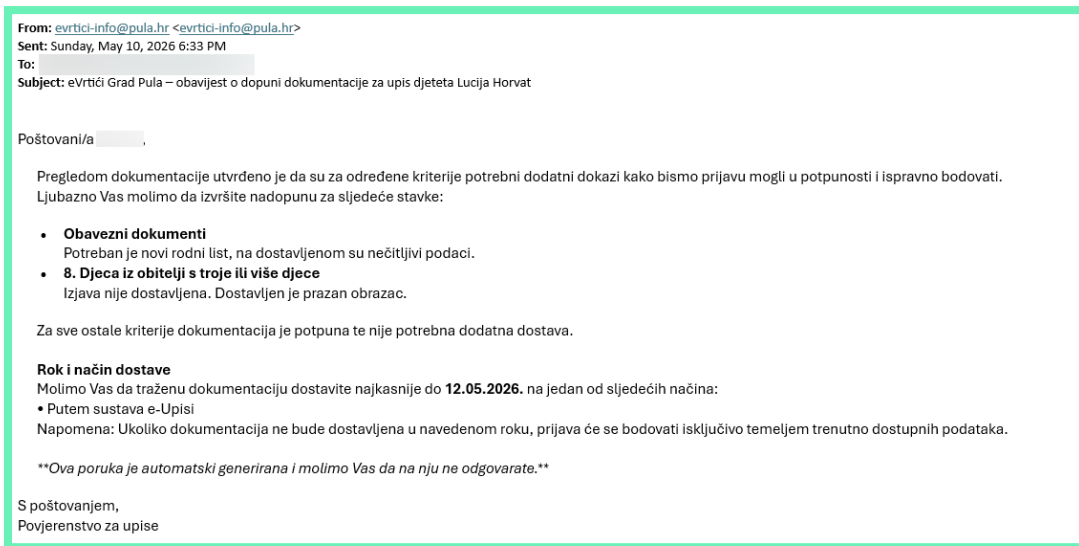 From: evrtici-info@pula.hr <evrtici-info@pula.hr>
Sent: Sunday, May 10, 2026 6:33 PM
To:
Subject: eVrtići Grad Pula – obavijest o dopuni dokumentacije za upis djeteta Lucija Horvat
Poštovani/a ,
Pregledom dokumentacije utvrđeno je da su za određene kriterije potrebni dodatni dokazi kako bismo prijavu mogli u potpunosti i ispravno bodovati.
Ljubazno Vas molimo da izvršite nadopunu za sljedeće stavke:
• Obavezni dokumenti
Potreban je novi rodni list, na dostavljenom su nečitljivi podaci.
• 8. Djeca iz obitelji s troje ili više djece
Izjava nije dostavljena. Dostavljen je prazan obrazac.
Za sve ostale kriterije dokumentacija je potpuna te nije potrebna dodatna dostava.
Rok i način dostave
Molimo Vas da traženu dokumentaciju dostavite najkasnije do 12.05.2026. na jedan od sljedećih načina:
• Putem sustava e-Upisi
Napomena: Ukoliko dokumentacija ne bude dostavljena u navedenom roku, prijava će se bodovati isključivo temeljem trenutno dostupnih podataka.
**Ova poruka je automatski generirana i molimo Vas da na nju ne odgovarate.**
S poštovanjem,
Povjerenstvo za upise